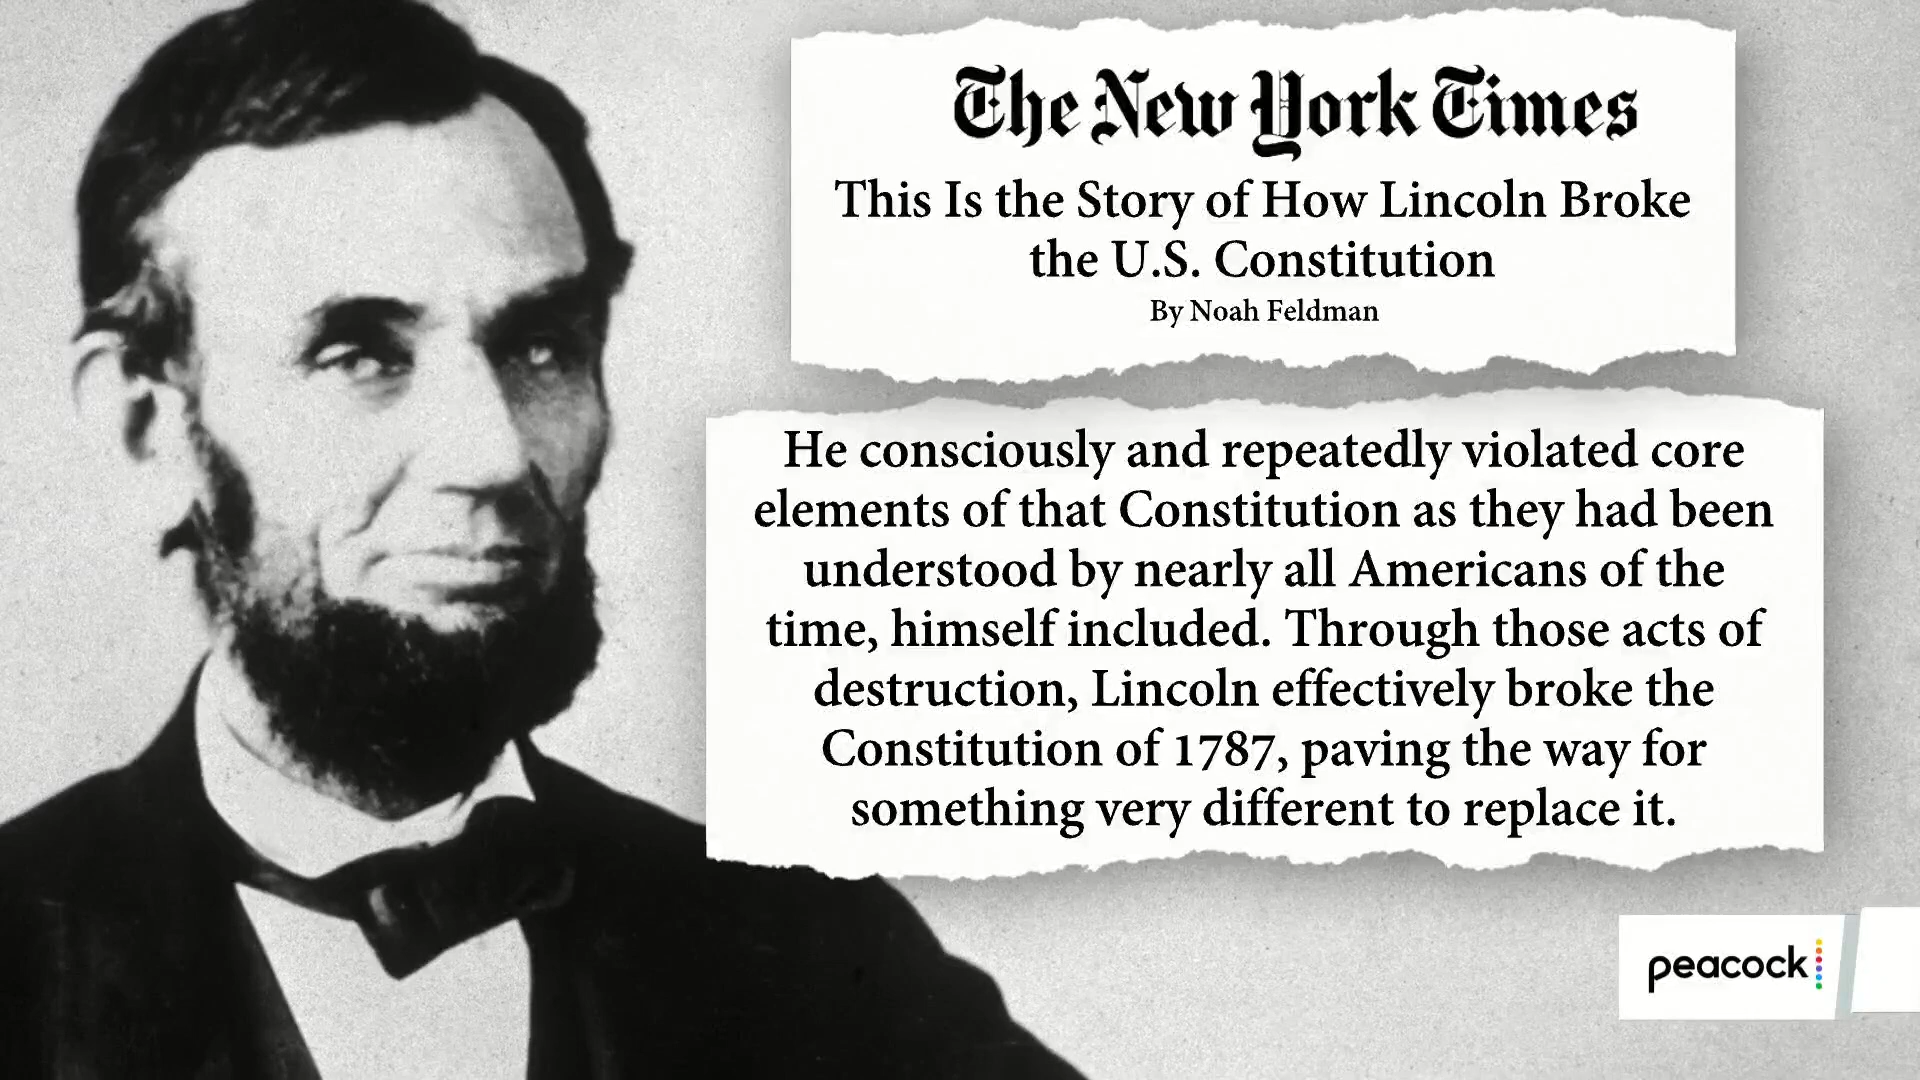 The New York Times
This Is the Story of How Lincoln Broke
the U.S. Constitution
By Noah Feldman
He consciously and repeatedly violated core
elements of that Constitution as they had been
understood by nearly all Americans of the
time, himself included. Through those acts of
destruction, Lincoln effectively broke the
Constitution of 1787, paving the way for
something very different to replace it.
peacock